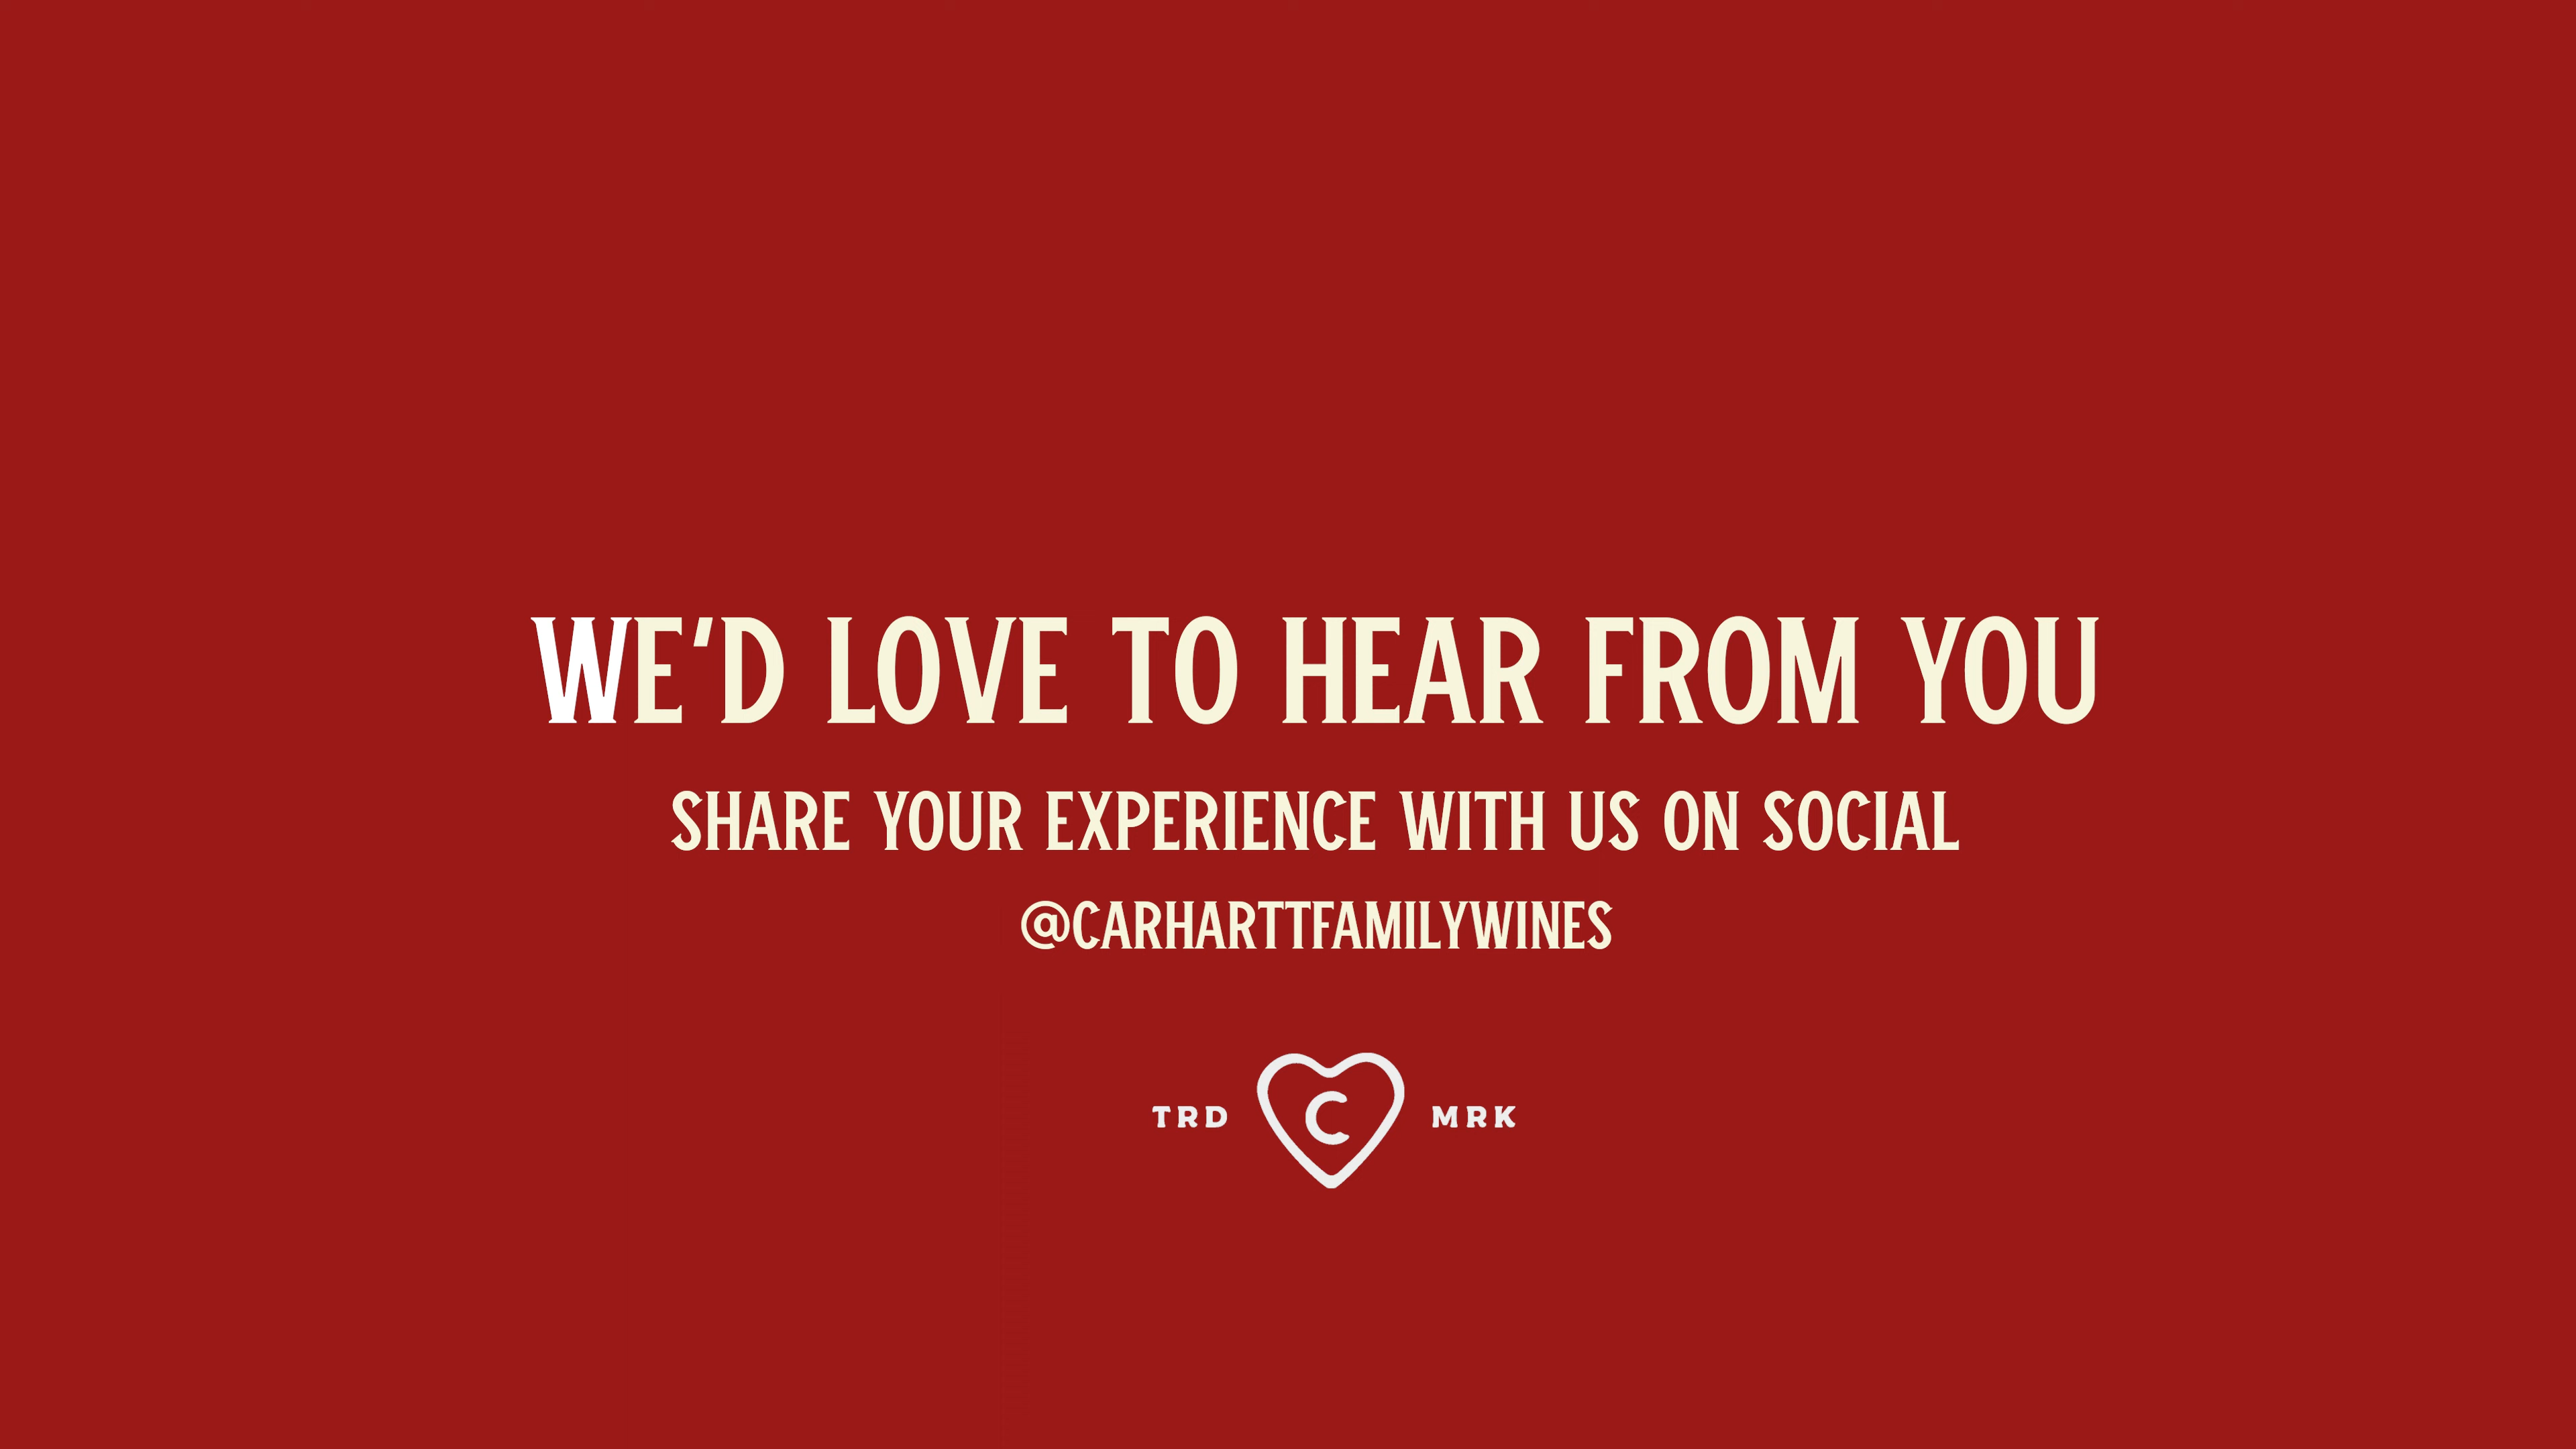 WE'D LOVE TO HEAR FROM YOU
SHARE YOUR EXPERIENCE WITH US ON SOCIAL
@CARHARTTFAMILYWINES
TRD C MRK